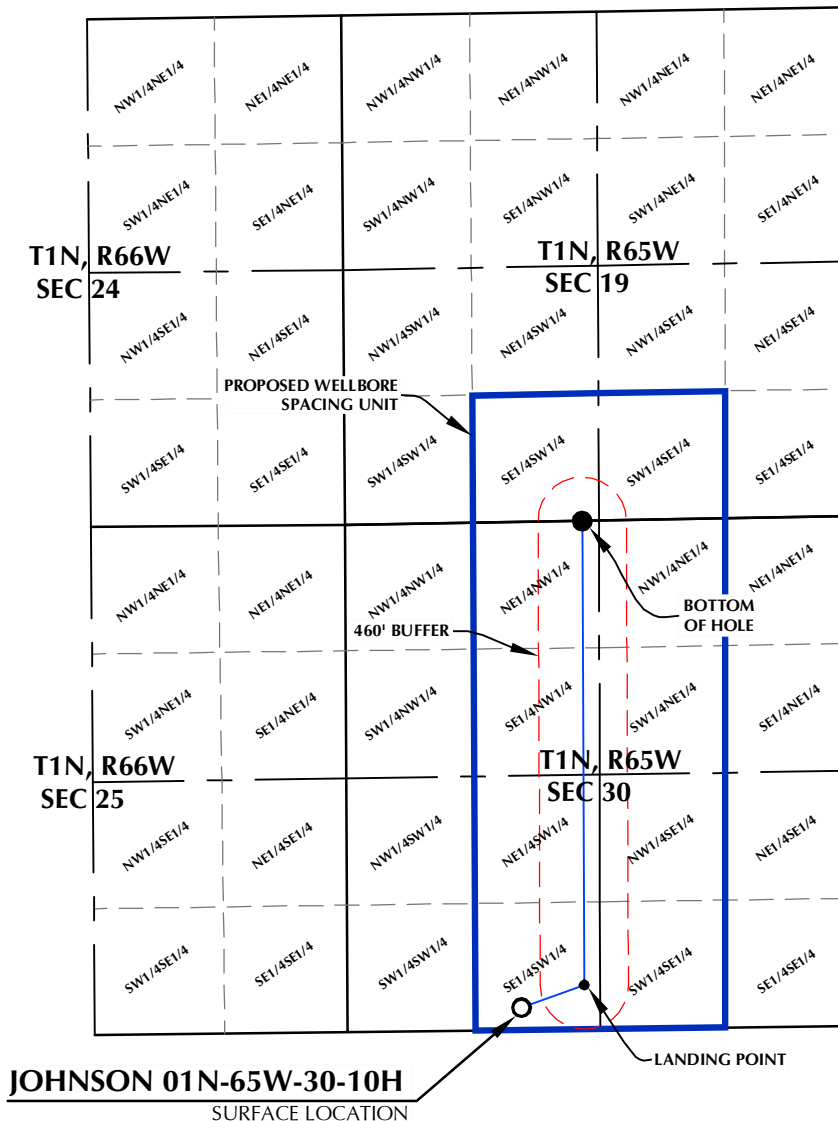 NW1/4NE1/4 NE1/4NE1/4 NW1/4NW1/4 NE1/4NW1/4 NW1/4NE1/4 NE1/4NE1/4
SW1/4NE1/4 SE1/4NE1/4 SW1/4NW1/4 SE1/4NW1/4 SW1/4NE1/4 SE1/4NE1/4
T1N, R66W
SEC 24
T1N, R65W
SEC 19
NW1/4SE1/4 NE1/4SE1/4 NW1/4SW1/4 NE1/4SW1/4 NW1/4SE1/4 NE1/4SE1/4
PROPOSED WELLBORE
SPACING UNIT
SW1/4SE1/4 SE1/4SE1/4 SW1/4SW1/4 SE1/4SW1/4 SW1/4SE1/4 SE1/4SE1/4
NW1/4NE1/4 NE1/4NE1/4 NW1/4NW1/4 NE1/4NW1/4 NW1/4NE1/4 NE1/4NE1/4
BOTTOM
OF HOLE
460' BUFFER
SW1/4NE1/4 SE1/4NE1/4 SW1/4NW1/4 SE1/4NW1/4 SW1/4NE1/4 SE1/4NE1/4
T1N, R66W
SEC 25
T1N, R65W
SEC 30
NW1/4SE1/4 NE1/4SE1/4 NW1/4SW1/4 NE1/4SW1/4 NW1/4SE1/4 NE1/4SE1/4
SW1/4SE1/4 SE1/4SE1/4 SW1/4SW1/4 SE1/4SW1/4 SW1/4SE1/4 SE1/4SE1/4
LANDING POINT
JOHNSON 01N-65W-30-10H
SURFACE LOCATION